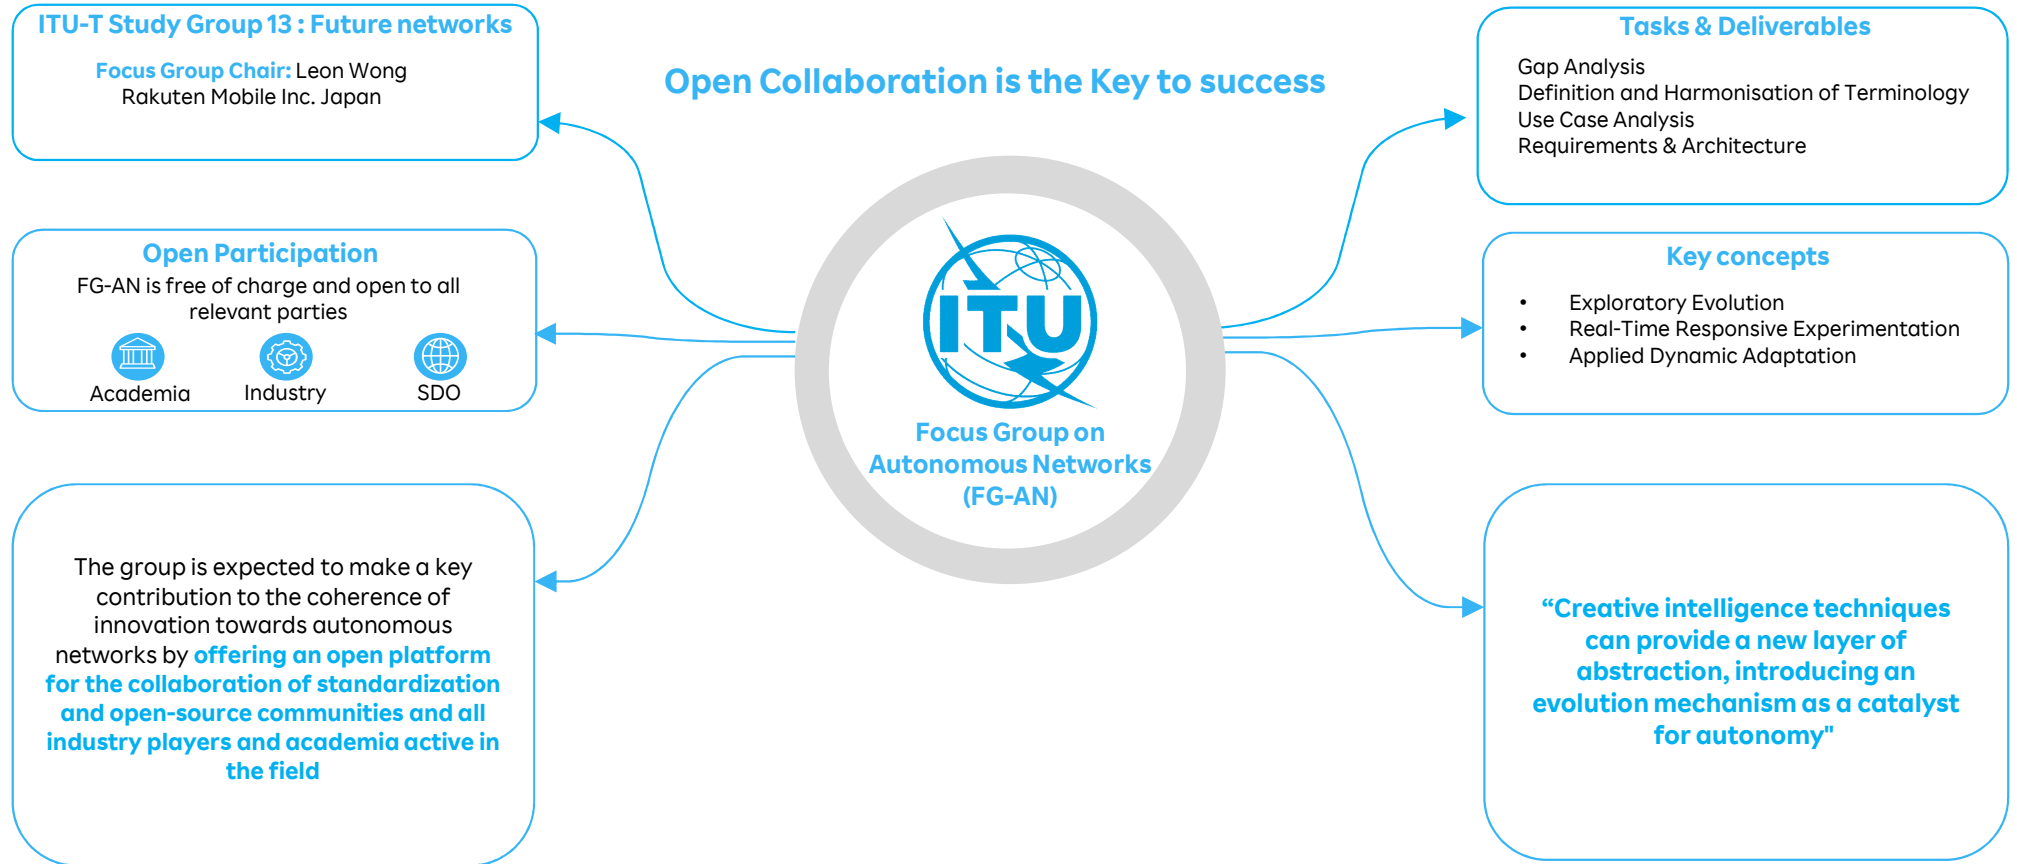 ITU-T Study Group 13 : Future networks
Focus Group Chair: Leon Wong
Rakuten Mobile Inc. Japan
Open Participation
FG-AN is free of charge and open to all
relevant parties
Academia
Industry
SDO
The group is expected to make a key
contribution to the coherence of
innovation towards autonomous
networks by offering an open platform
for the collaboration of standardization
and open-source communities and all
industry players and academia active in
the field
Open Collaboration is the Key to success
ITU
Focus Group on
Autonomous Networks
(FG-AN)
Tasks & Deliverables
Gap Analysis
Definition and Harmonisation of Terminology
Use Case Analysis
Requirements & Architecture
Key concepts
• Exploratory Evolution
• Real-Time Responsive Experimentation
• Applied Dynamic Adaptation
“Creative intelligence techniques
can provide a new layer of
abstraction, introducing an
evolution mechanism as a catalyst
for autonomy"